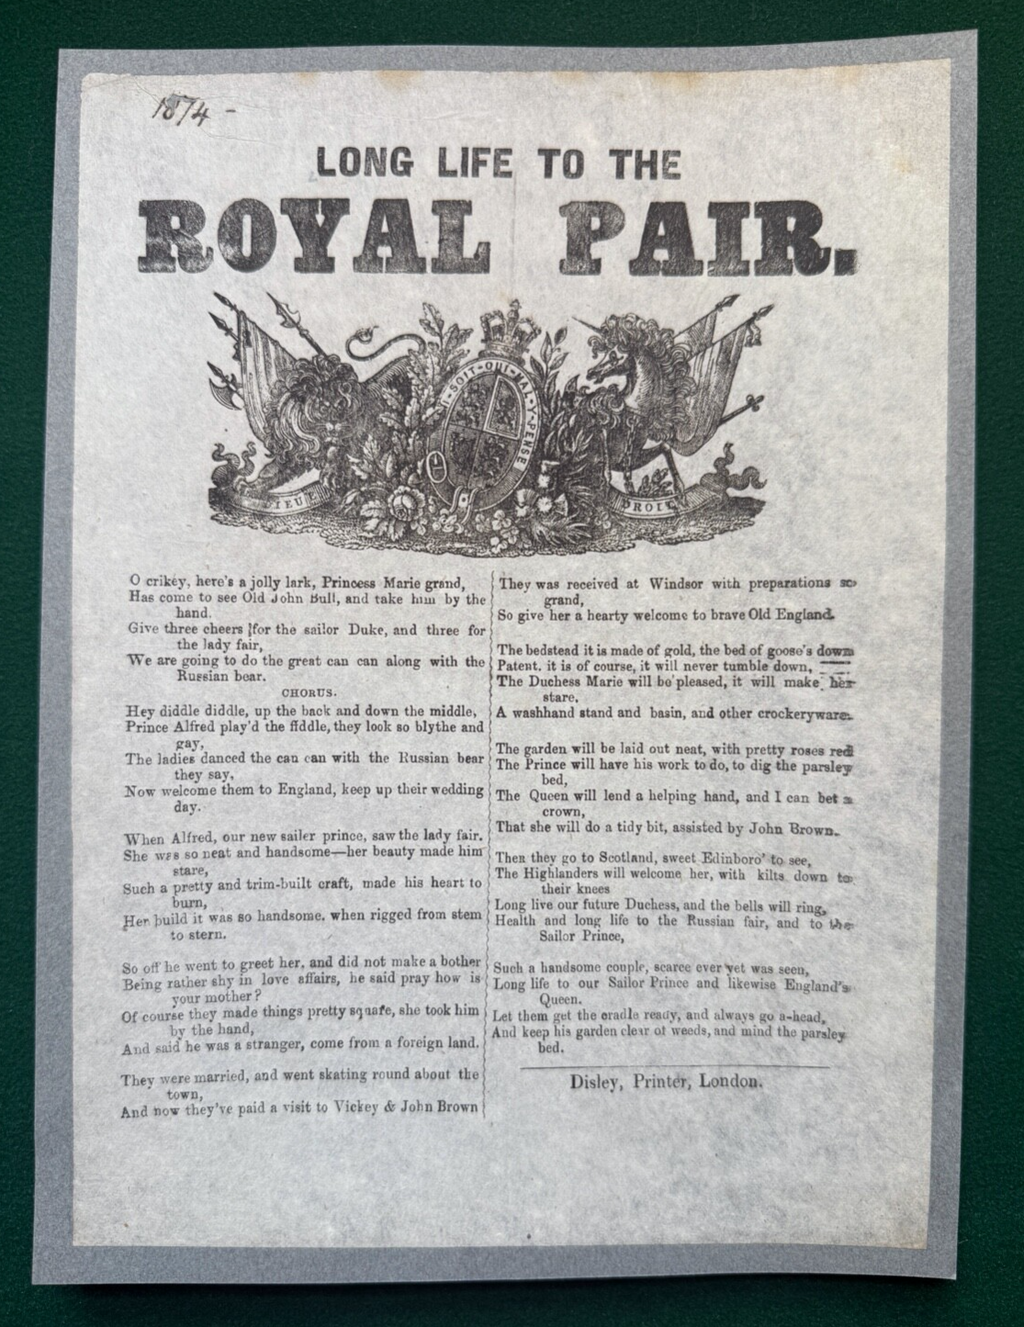 1874 -
LONG LIFE TO THE
ROYAL PAIR.
SOIT-QUI-MAL-Y-PENSE
DIEU
DROIT
O crikey, here's a jolly lark, Princess Marie grand,
Has come to see Old John Bull, and take him by the
hand.
Give three cheers for the sailor Duke, and three for
the lady fair,
We are going to do the great can can along with the
Russian bear.
CHORUS.
Hey diddle diddle, up the back and down the middle,
Prince Alfred play'd the fiddle, they look so blythe and
gay,
The ladies danced the can can with the Russian bear
they say,
Now welcome them to England, keep up their wedding
day.
When Alfred, our new sailer prince, saw the lady fair.
She was so neat and handsome—her beauty made him
stare,
Such a pretty and trim-built craft, made his heart to
burn,
Her build it was so handsome, when rigged from stem
to stern.
So off he went to greet her, and did not make a bother
Being rather shy in love affairs, he said pray how is
your mother?
Of course they made things pretty square, she took him
by the hand,
And said he was a stranger, come from a foreign land.
They were married, and went skating round about the
town,
And now they've paid a visit to Vickey & John Brown
They was received at Windsor with preparations so
grand,
So give her a hearty welcome to brave Old England.
The bedstead it is made of gold, the bed of goose's down
Patent. it is of course, it will never tumble down,
The Duchess Marie will be pleased, it will make her
stare.
A washhand stand and basin, and other crockeryware.
The garden will be laid out neat, with pretty roses red
The Prince will have his work to do, to dig the parsley
bed,
The Queen will lend a helping hand, and I can bet a
crown,
That she will do a tidy bit, assisted by John Brown.
Then they go to Scotland, sweet Edinboro' to see,
The Highlanders will welcome her, with kilts down to
their knees
Long live our future Duchess, and the bells will ring,
Health and long life to the Russian fair, and to the
Sailor Prince,
Such a handsome couple, scarce ever yet was seen,
Long life to our Sailor Prince and likewise England's
Queen.
Let them get the cradle ready, and always go a-head,
And keep his garden clear of weeds, and mind the parsley
bed.
Disley, Printer, London.